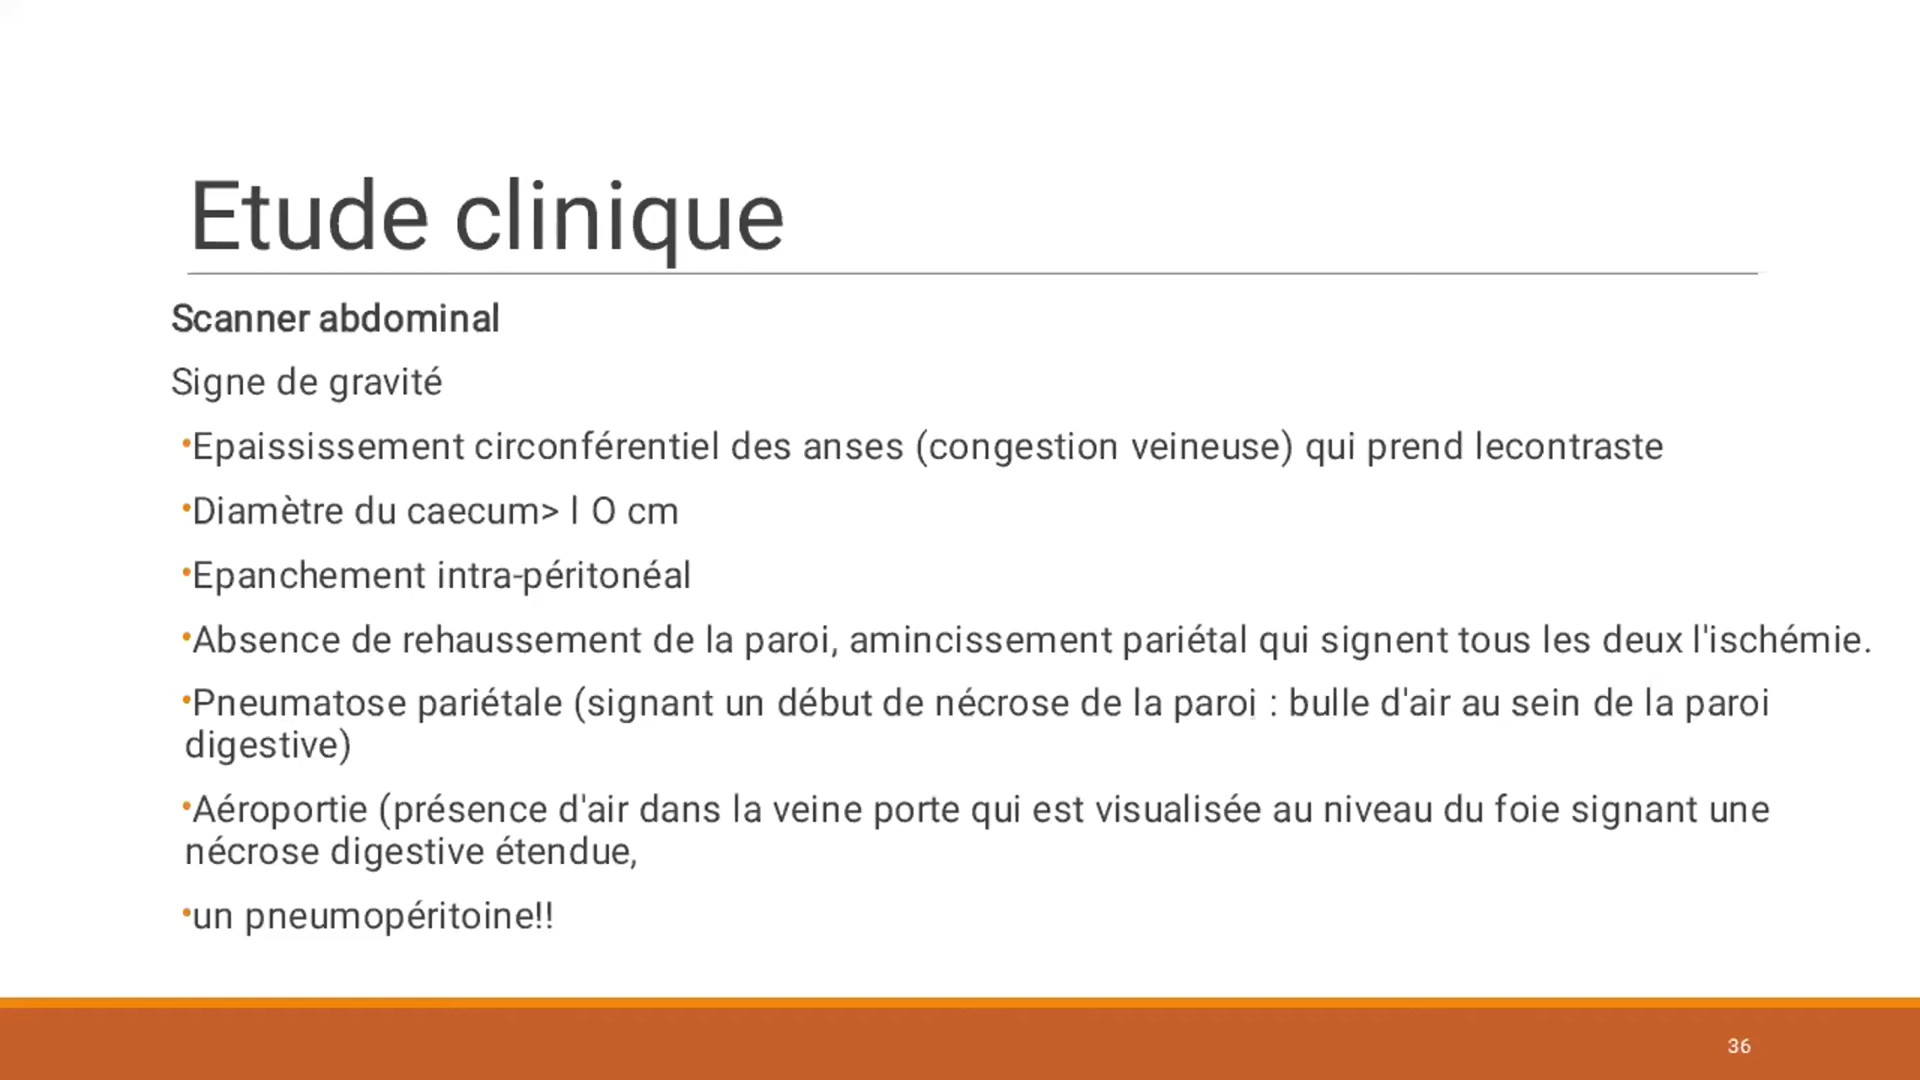 Etude clinique
Scanner abdominal
Signe de gravité
•Epaississement circonférentiel des anses (congestion veineuse) qui prend lecontraste
•Diamètre du caecum> l O cm
•Epanchement intra-péritonéal
•Absence de rehaussement de la paroi, amincissement pariétal qui signent tous les deux l'ischémie.
•Pneumatose pariétale (signant un début de nécrose de la paroi : bulle d'air au sein de la paroi
digestive)
•Aéroportie (présence d'air dans la veine porte qui est visualisée au niveau du foie signant une
nécrose digestive étendue,
•un pneumopéritoine!!
36